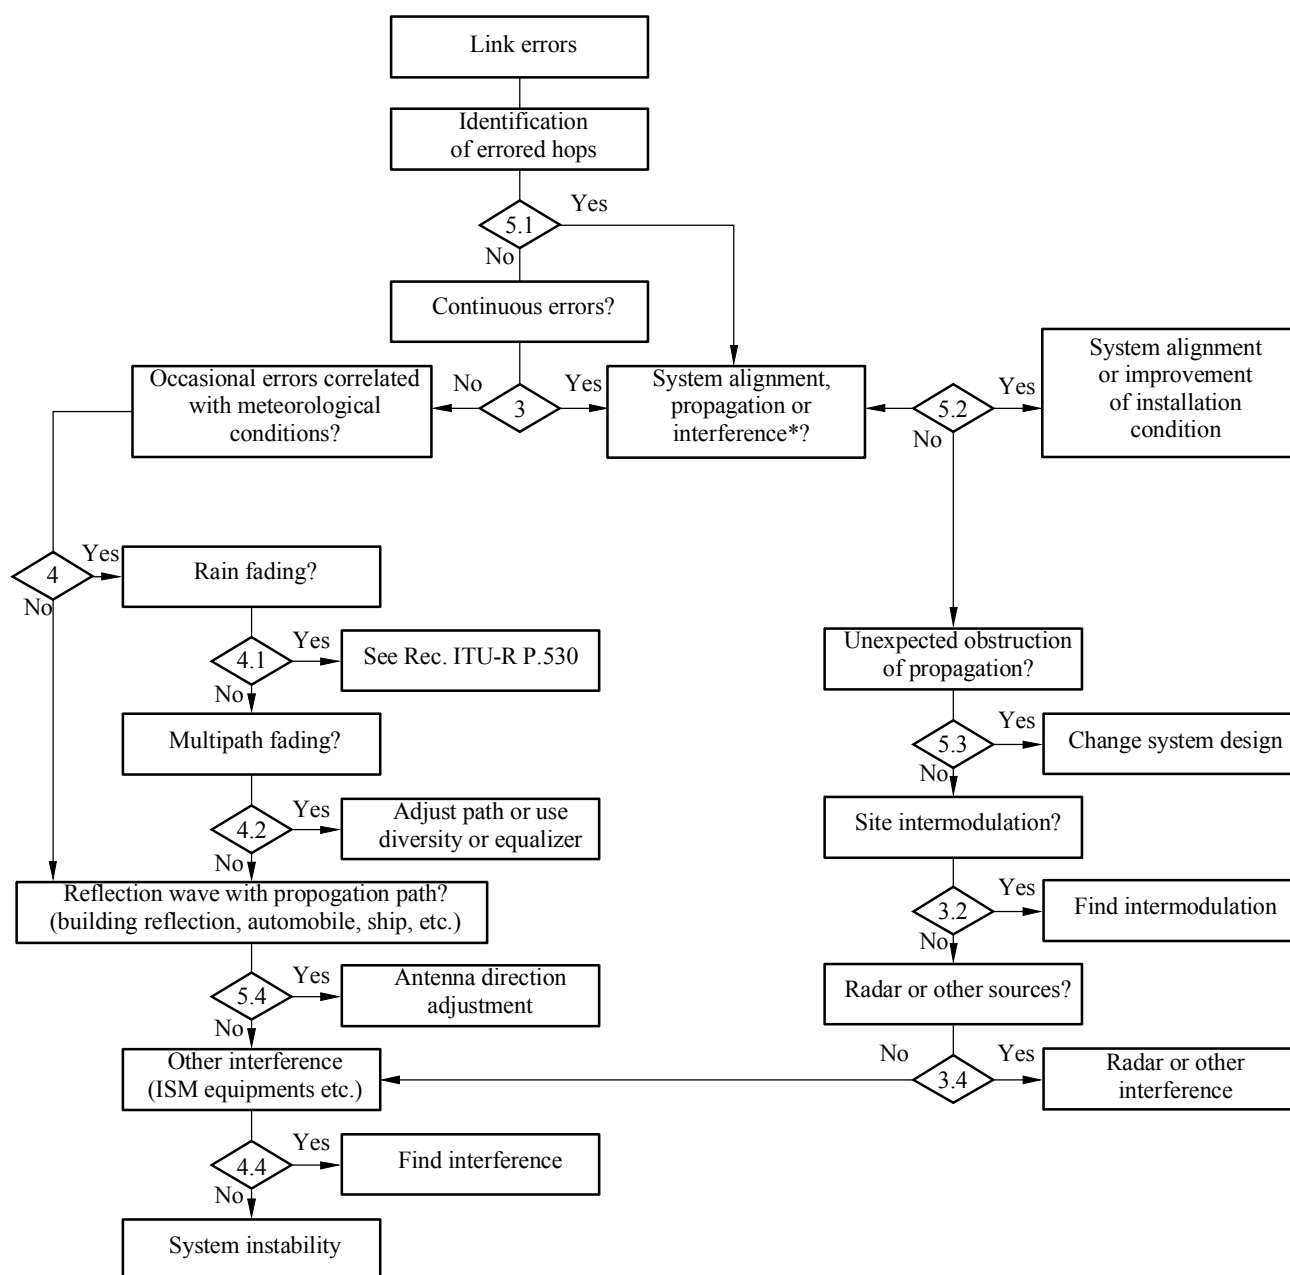 Link errors
Identification
of errored hops
Yes
5.1
No
Continuous errors?
Occasional errors correlated
with meteorological
conditions?
No
3
Yes
System alignment,
propagation or
interference*?
5.2
Yes
No
System alignment
or improvement
of installation
condition
4
Yes
No
Rain fading?
4.1
Yes
No
See Rec. ITU-R P.530
Multipath fading?
4.2
Yes
No
Adjust path or use
diversity or equalizer
Reflection wave with propogation path?
(building reflection, automobile, ship, etc.)
5.4
Yes
No
Antenna direction
adjustment
Other interference
(ISM equipments etc.)
4.4
Yes
No
Find interference
System instability
Unexpected obstruction
of propagation?
5.3
Yes
No
Change system design
Site intermodulation?
3.2
Yes
No
Find intermodulation
Radar or other sources?
No
3.4
Yes
Radar or other
interference